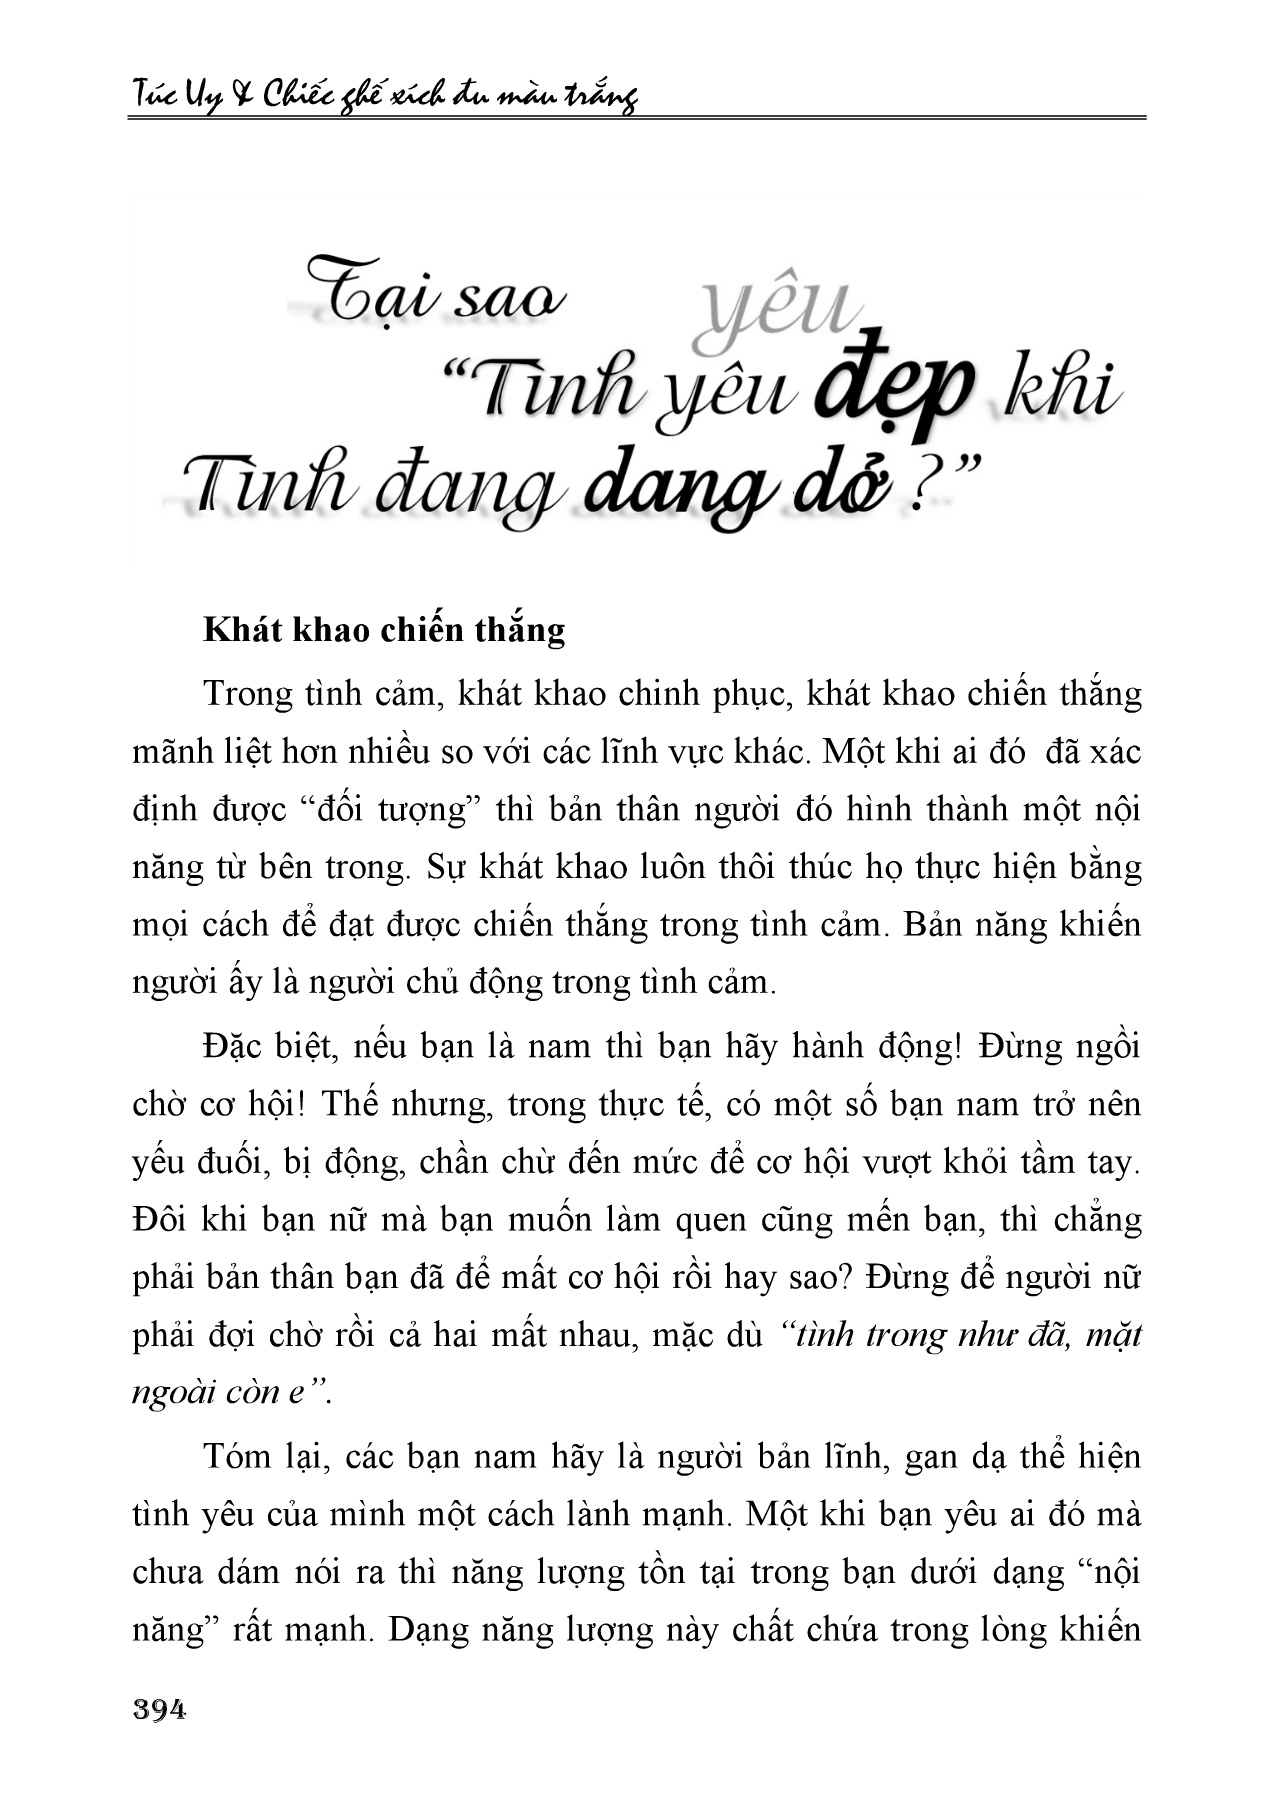 Túc Uy & Chiếc ghế xích đu màu trắng
Tại sao yêu
“Tình yêu đẹp khi
Tình đang dang dở ?”
Khát khao chiến thắng
Trong tình cảm, khát khao chinh phục, khát khao chiến thắng
mãnh liệt hơn nhiều so với các lĩnh vực khác. Một khi ai đó đã xác
định được “đối tượng” thì bản thân người đó hình thành một nội
năng từ bên trong. Sự khát khao luôn thôi thúc họ thực hiện bằng
mọi cách để đạt được chiến thắng trong tình cảm. Bản năng khiến
người ấy là người chủ động trong tình cảm.
Đặc biệt, nếu bạn là nam thì bạn hãy hành động! Đừng ngồi
chờ cơ hội! Thế nhưng, trong thực tế, có một số bạn nam trở nên
yếu đuối, bị động, chần chừ đến mức để cơ hội vượt khỏi tầm tay.
Đôi khi bạn nữ mà bạn muốn làm quen cũng mến bạn, thì chẳng
phải bản thân bạn đã để mất cơ hội rồi hay sao? Đừng để người nữ
phải đợi chờ rồi cả hai mất nhau, mặc dù “tình trong như đã, mặt
ngoài còn e”.
Tóm lại, các bạn nam hãy là người bản lĩnh, gan dạ thể hiện
tình yêu của mình một cách lành mạnh. Một khi bạn yêu ai đó mà
chưa dám nói ra thì năng lượng tồn tại trong bạn dưới dạng “nội
năng” rất mạnh. Dạng năng lượng này chất chứa trong lòng khiến
394